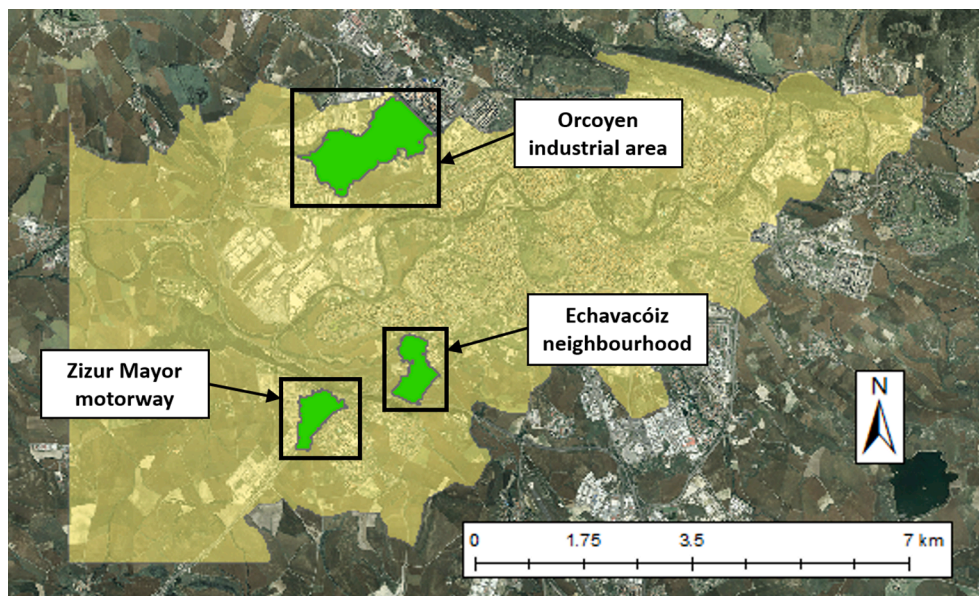 Orcoyen
industrial area
Echavacóiz
neighbourhood
Zizur Mayor
motorway
N
0 1.75 3.5 7 km